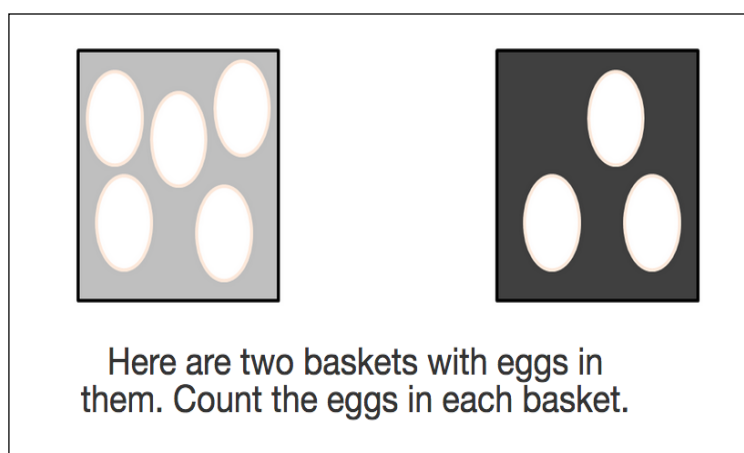 Here are two baskets with eggs in
them. Count the eggs in each basket.